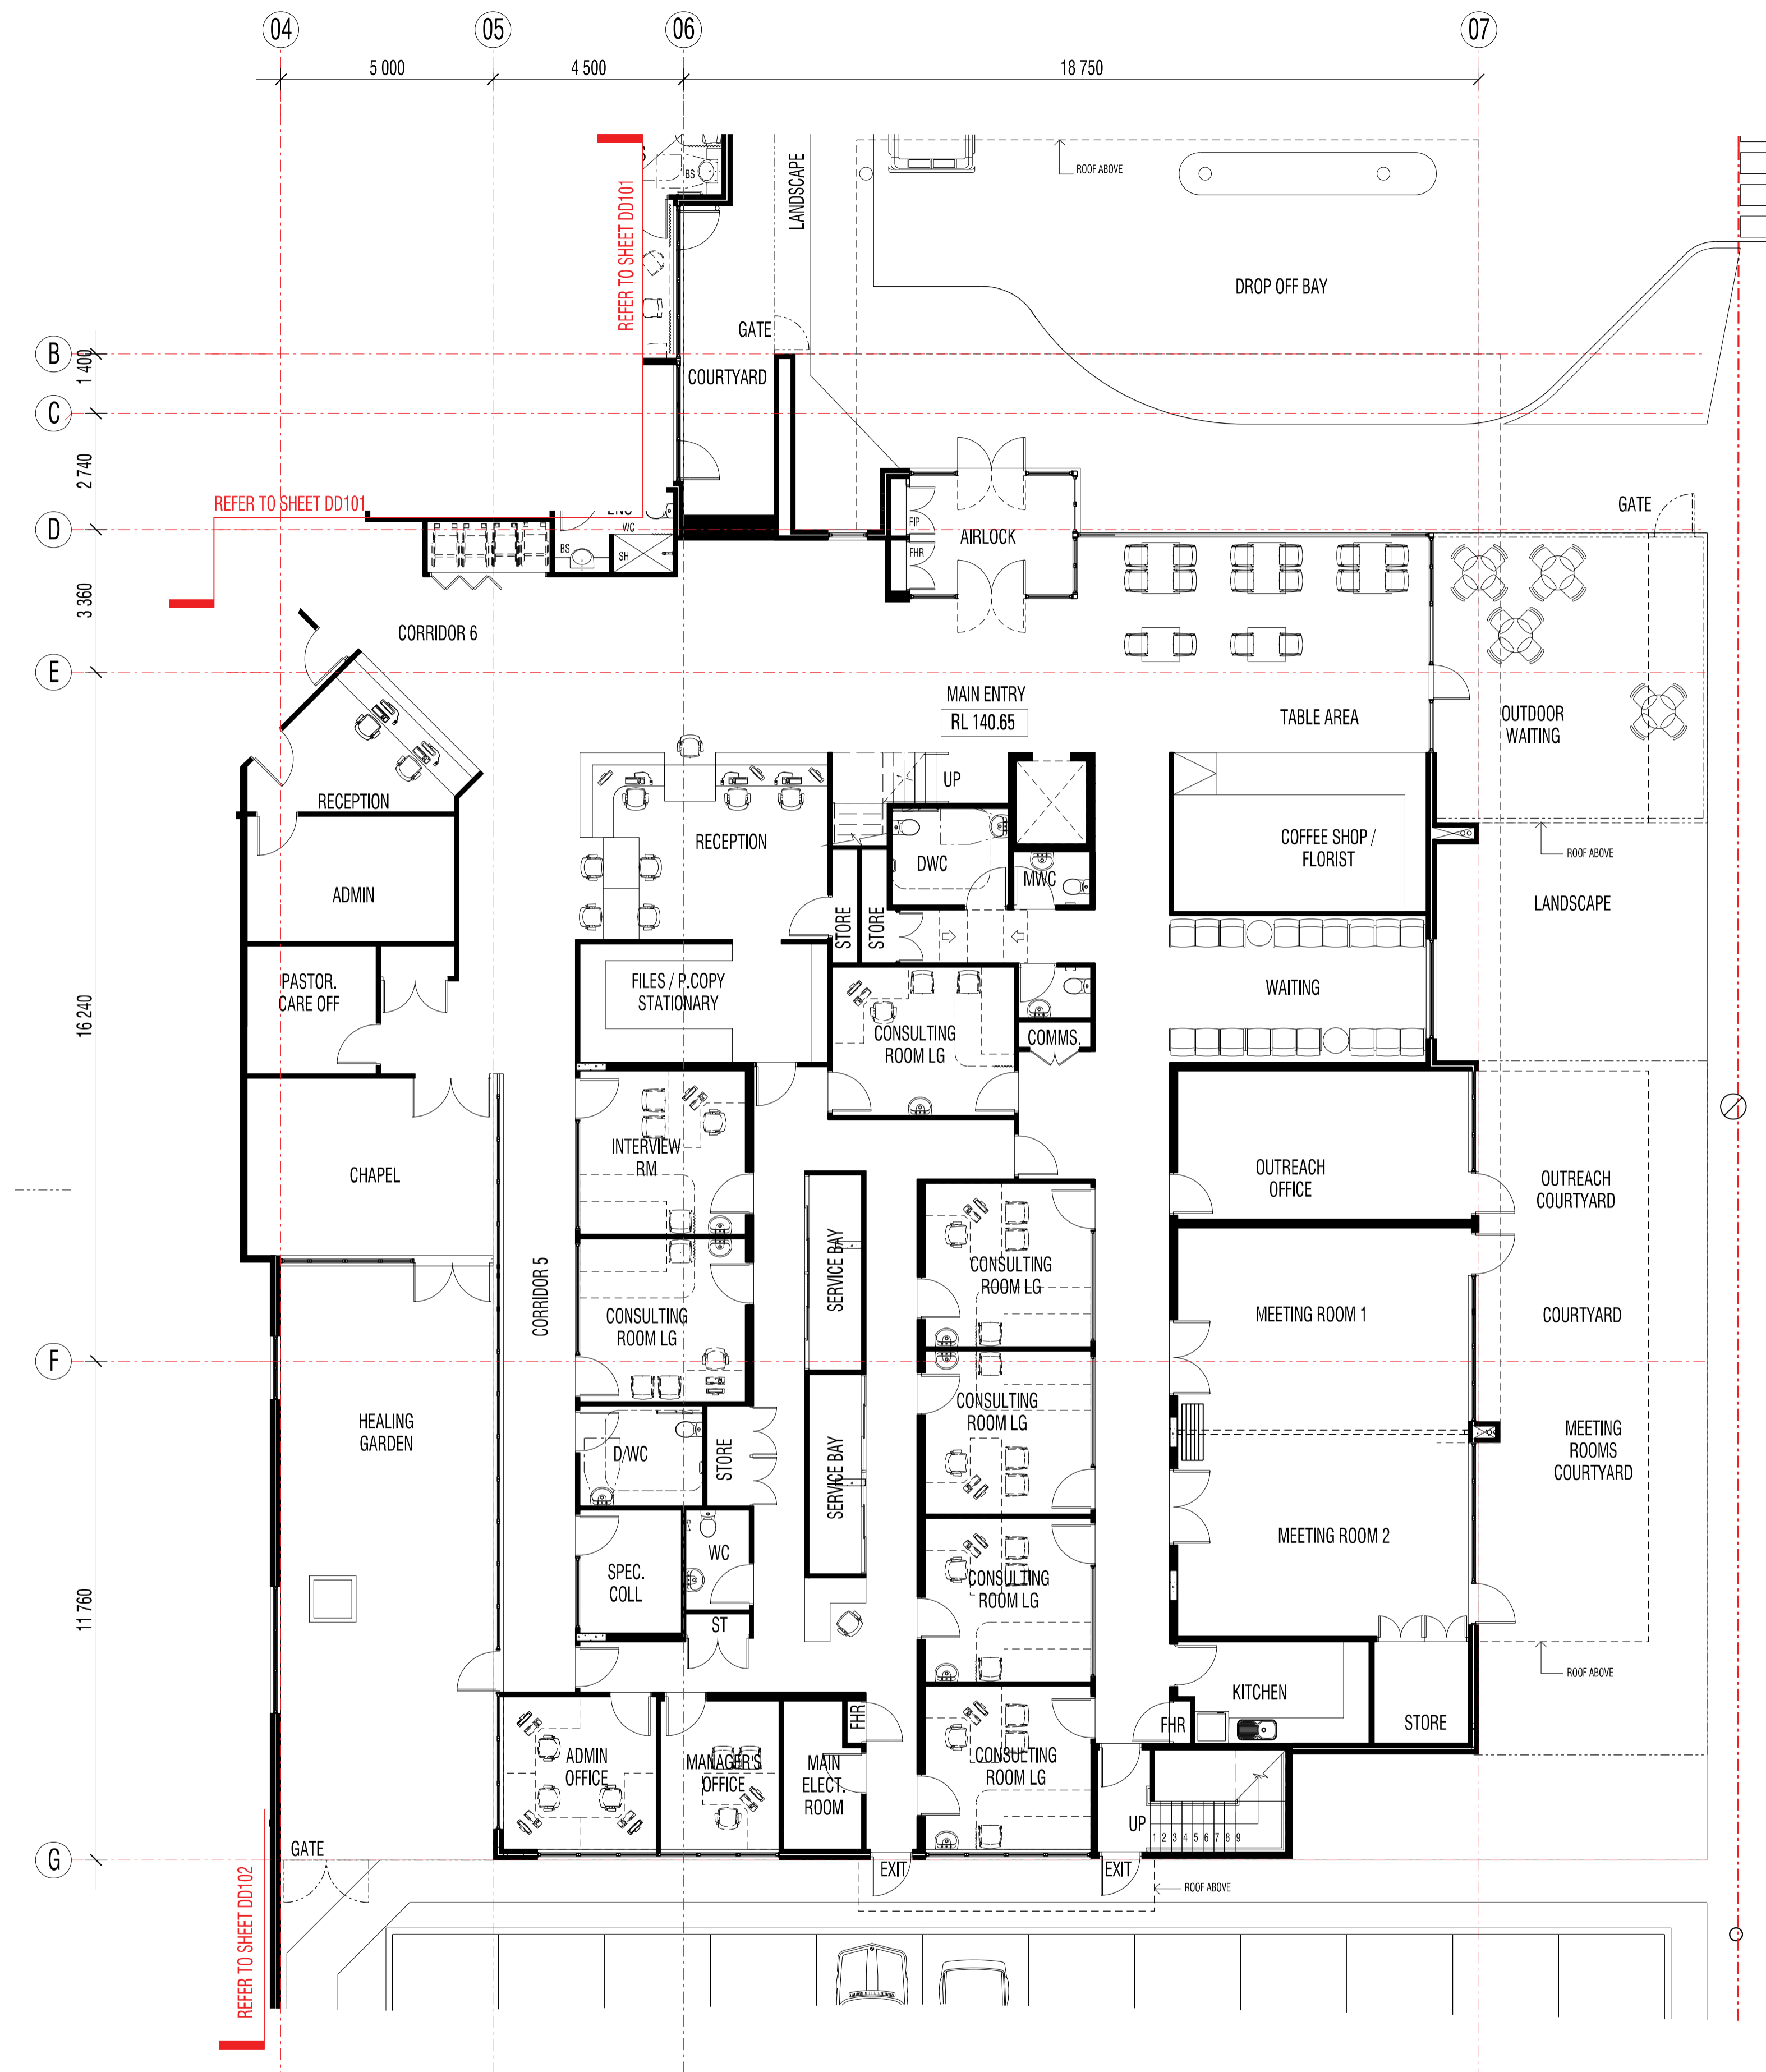 04
05
06
07
5 000
4 500
18 750
BS
LANDSCAPE
ROOF ABOVE
REFER TO SHEET DD101
DROP OFF BAY
GATE
B
1 400
COURTYARD
C
2 740
REFER TO SHEET DD101
GATE
D
WC
BS
SH
FIP
FHR
AIRLOCK
3 360
CORRIDOR 6
E
MAIN ENTRY
RL 140.65
TABLE AREA
OUTDOOR
WAITING
UP
RECEPTION
RECEPTION
COFFEE SHOP /
FLORIST
ROOF ABOVE
DWC
MWC
ADMIN
LANDSCAPE
STORE
STORE
PASTOR.
CARE OFF
FILES / P.COPY
STATIONARY
WAITING
16 240
CONSULTING
ROOM LG
COMMS.
INTERVIEW
RM
CHAPEL
OUTREACH
OFFICE
OUTREACH
COURTYARD
CORRIDOR 5
SERVICE BAY
CONSULTING
ROOM LG
CONSULTING
ROOM LG
MEETING ROOM 1
COURTYARD
F
HEALING
GARDEN
CONSULTING
ROOM LG
D/WC
STORE
SERVICE BAY
MEETING
ROOMS
COURTYARD
MEETING ROOM 2
WC
SPEC.
COLL
CONSULTING
ROOM LG
11 760
ST
ROOF ABOVE
KITCHEN
STORE
FHR
FHR
ADMIN
OFFICE
MANAGER'S
OFFICE
MAIN
ELECT.
ROOM
CONSULTING
ROOM LG
UP
1 2 3 4 5 6 7 8 9
GATE
G
EXIT
EXIT
ROOF ABOVE
REFER TO SHEET DD102